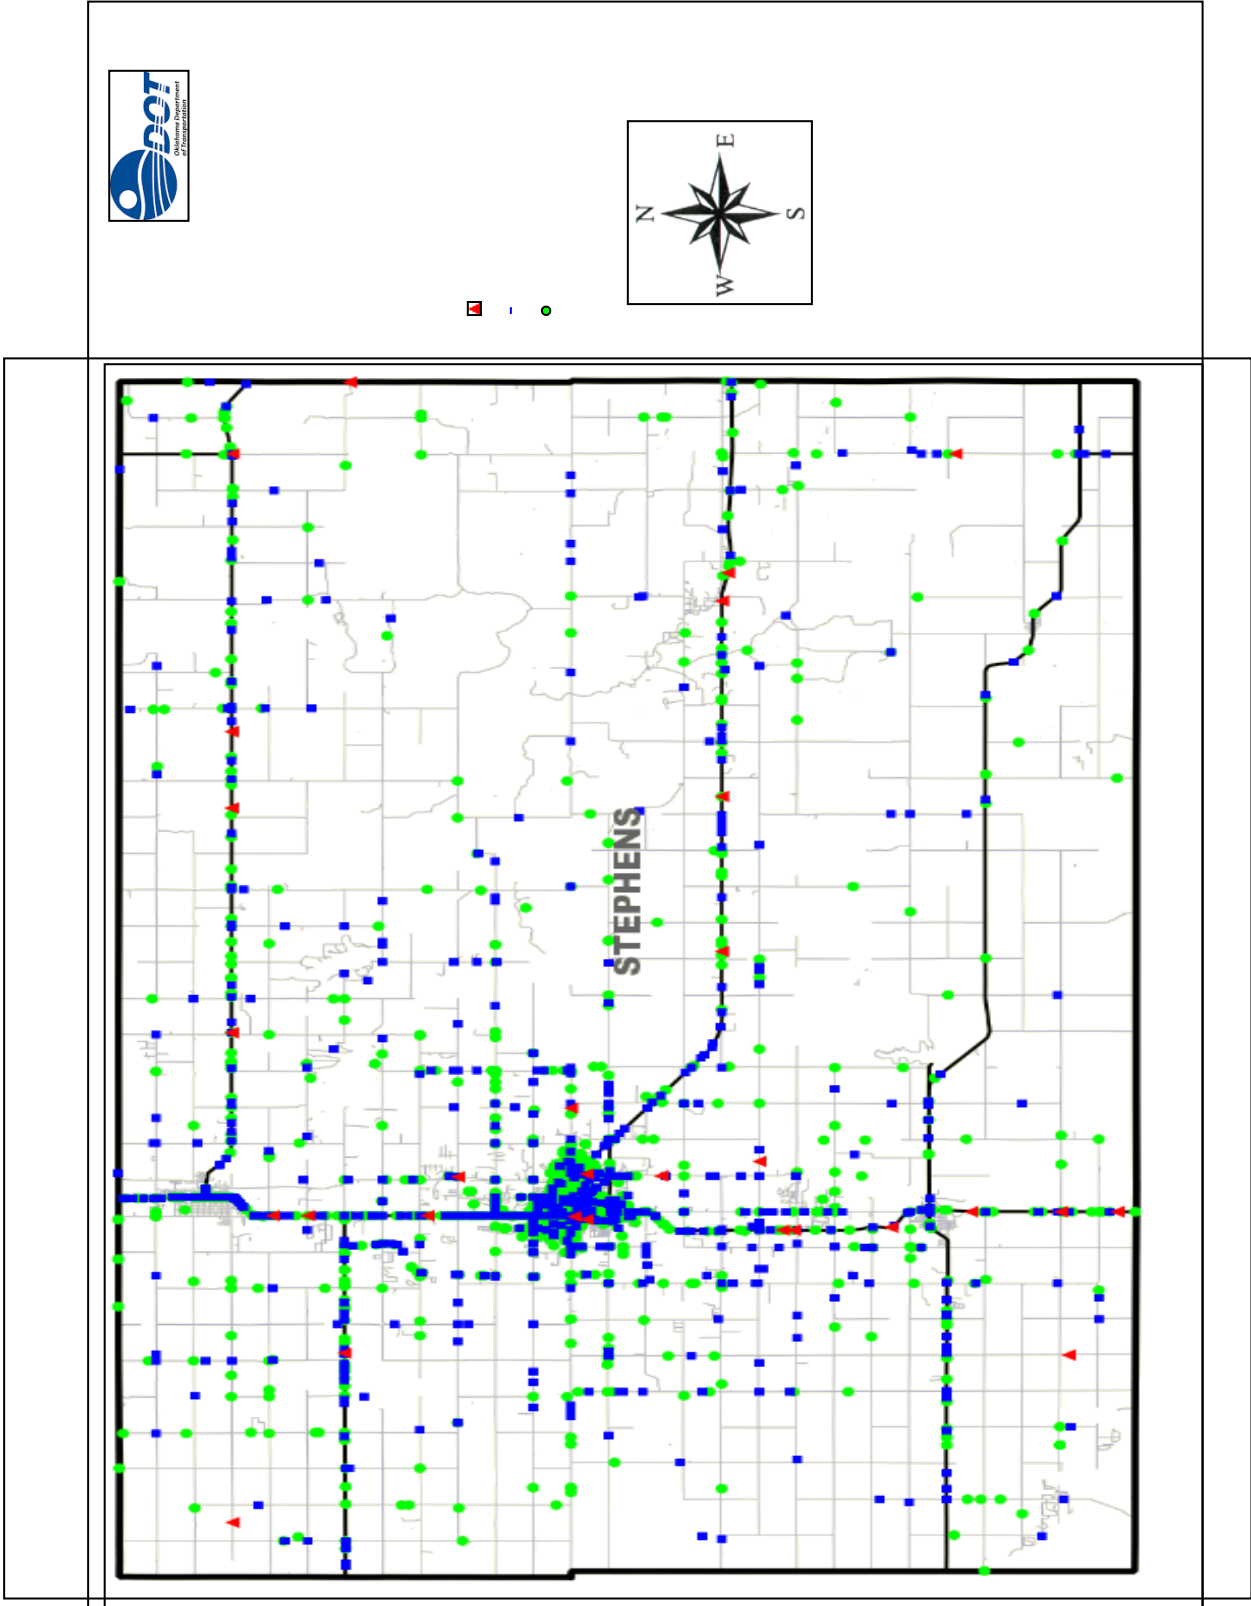 ODOT
Oklahoma Department
of Transportation
N
E
S
W
STEPHENS